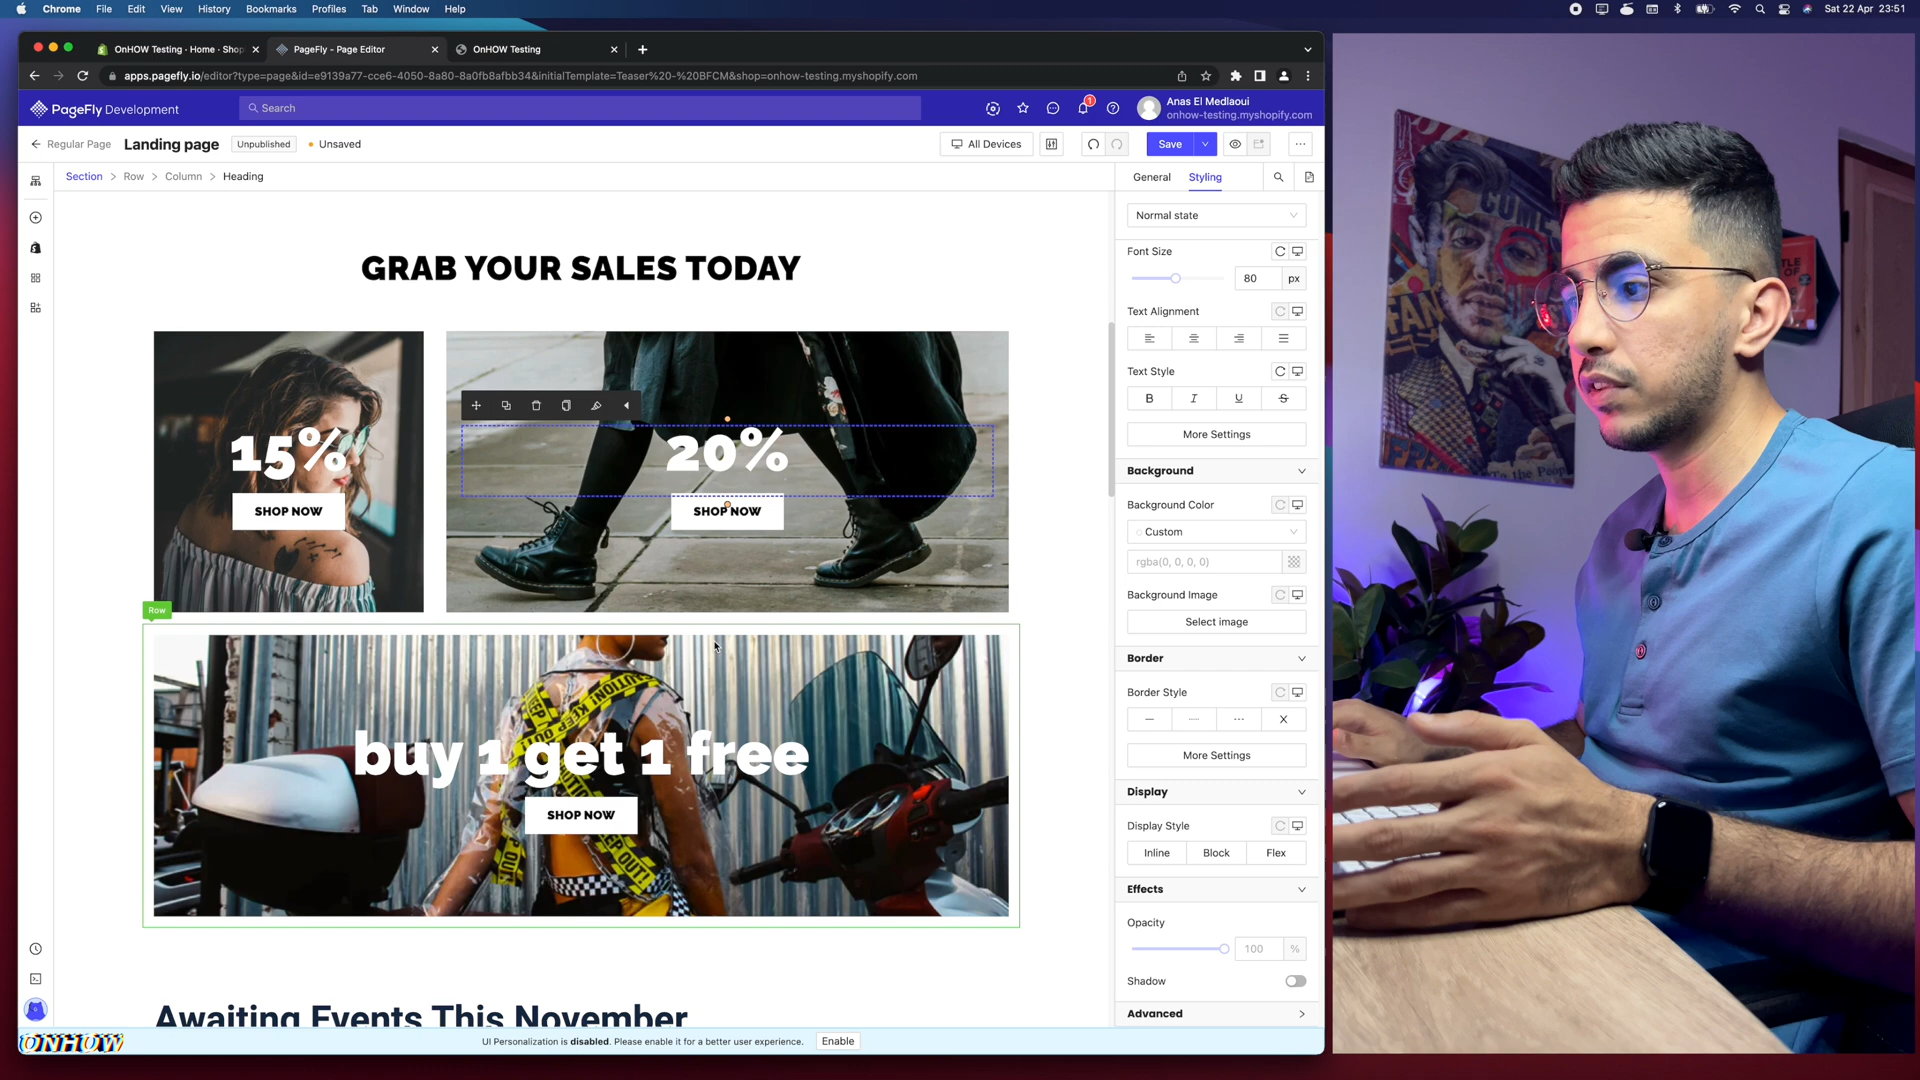 Chrome File Edit View History Bookmarks Profiles Tab Window Help Sat 22 Apr 23:51
OnHOW Testing · Home · Shop PageFly - Page Editor OnHOW Testing
apps.pagefly.io/editor?type=page&id=e9139a77-cce6-4050-8a80-8a0fb8afbb34&initialTemplate=Teaser%20-%20BFCM&shop=onhow-testing.myshopify.com
PageFly Development Search 1 Anas El Medlaoui
onhow-testing.myshopify.com
Regular Page Landing page Unpublished Unsaved All Devices Save
Section > Row > Column > Heading General Styling
Normal state
Font Size
80 px
Text Alignment
Text Style
B I U S
More Settings
Background
Background Color
Custom
rgba(0, 0, 0, 0)
Background Image
Select image
Border
Border Style
More Settings
Display
Display Style
Inline Block Flex
Effects
Opacity
100 %
Shadow
Advanced
GRAB YOUR SALES TODAY
15%
SHOP NOW
20%
SHOP NOW
Row
buy 1 get 1 free
SHOP NOW
Awaiting Events This November
ONHOW
UI Personalization is disabled. Please enable it for a better user experience. Enable